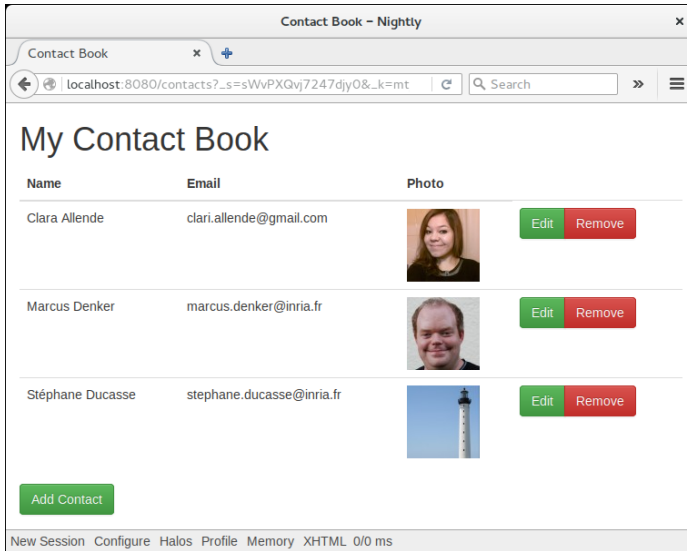 Contact Book – Nightly ×
Contact Book ×
localhost:8080/contacts?_s=sWvPXQvj7247djy0&_k=mt Search »
My Contact Book
Name Email Photo
Clara Allende clari.allende@gmail.com Edit Remove
Marcus Denker marcus.denker@inria.fr Edit Remove
Stéphane Ducasse stephane.ducasse@inria.fr Edit Remove
Add Contact
New Session Configure Halos Profile Memory XHTML 0/0 ms